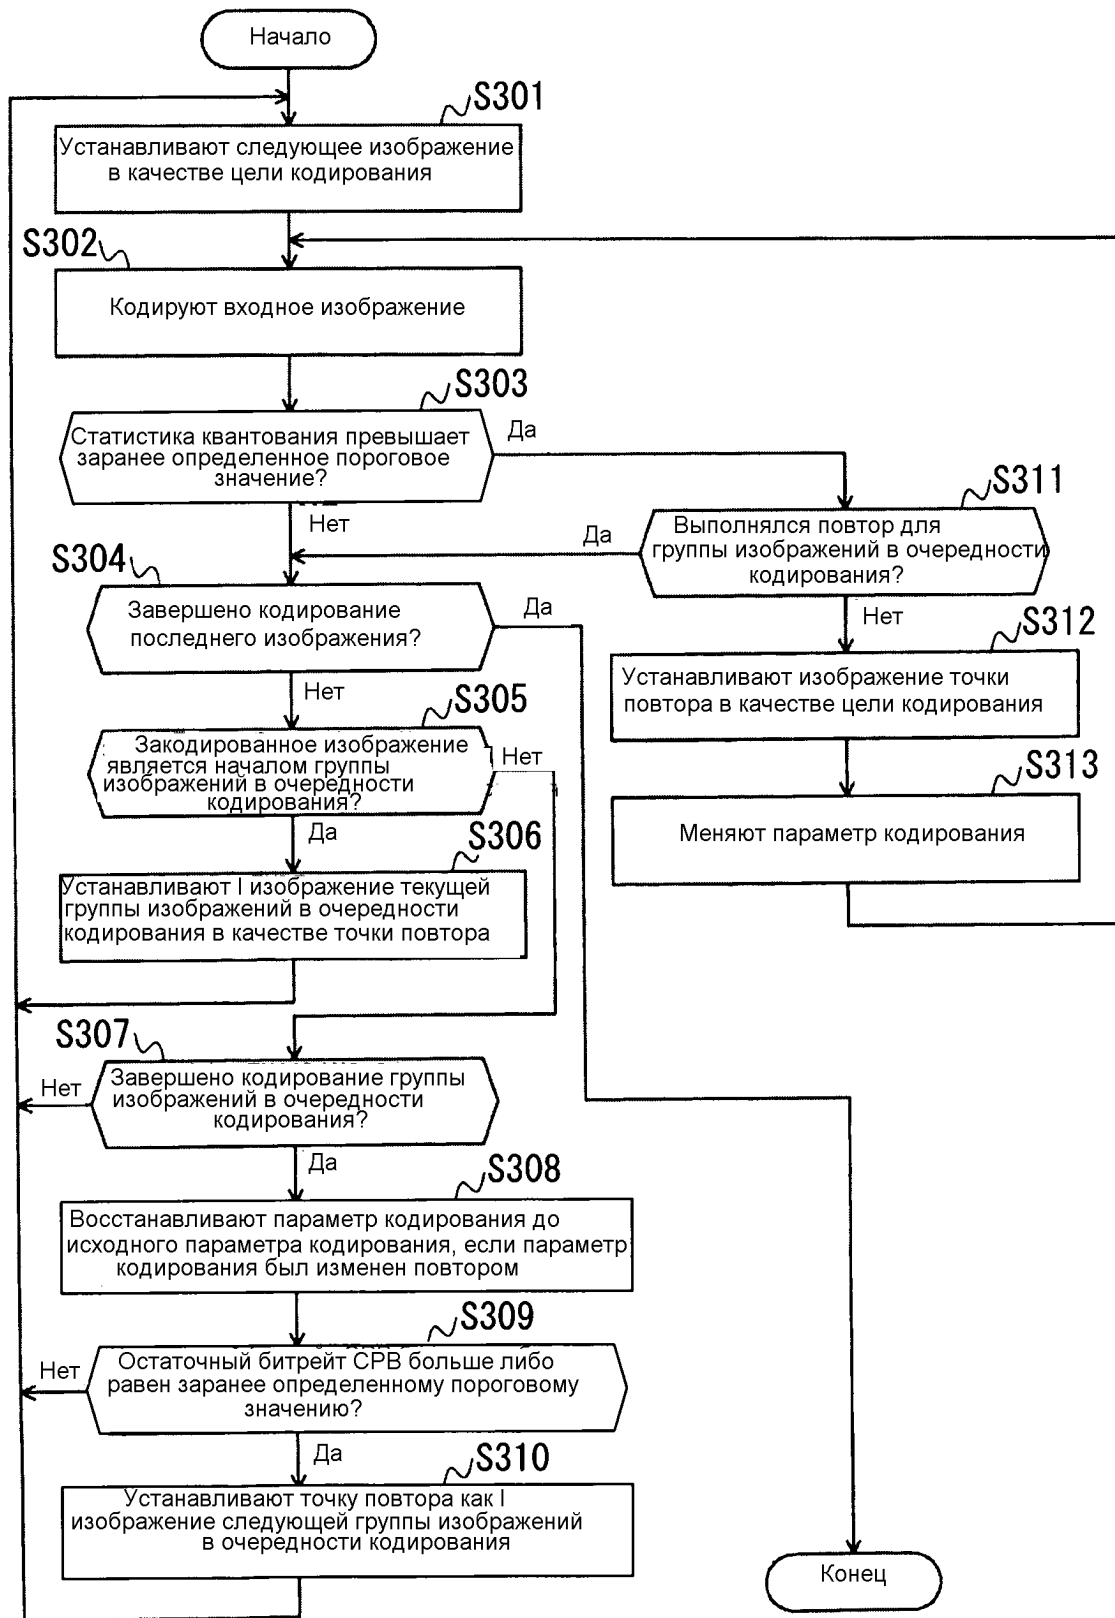 Начало
S301
Устанавливают следующее изображение
в качестве цели кодирования
S302
Кодируют входное изображение
S303
Статистика квантования превышает
заранее определенное пороговое
значение?
Да
Нет
S311
Выполнялся повтор для
группы изображений в очередности
кодирования?
Да
Нет
S304
Завершено кодирование
последнего изображения?
Да
Нет
S312
Устанавливают изображение точки
повтора в качестве цели кодирования
S305
Закодированное изображение
является началом группы
изображений в очередности
кодирования?
Нет
Да
S313
Меняют параметр кодирования
S306
Устанавливают I изображение текущей
группы изображений в очередности
кодирования в качестве точки повтора
S307
Завершено кодирование группы
изображений в очередности
кодирования?
Нет
Да
S308
Восстанавливают параметр кодирования до
исходного параметра кодирования, если параметр
кодирования был изменен повтором
S309
Остаточный битрейт CPB больше либо
равен заранее определенному пороговому
значению?
Нет
Да
S310
Устанавливают точку повтора как I
изображение следующей группы изображений
в очередности кодирования
Конец